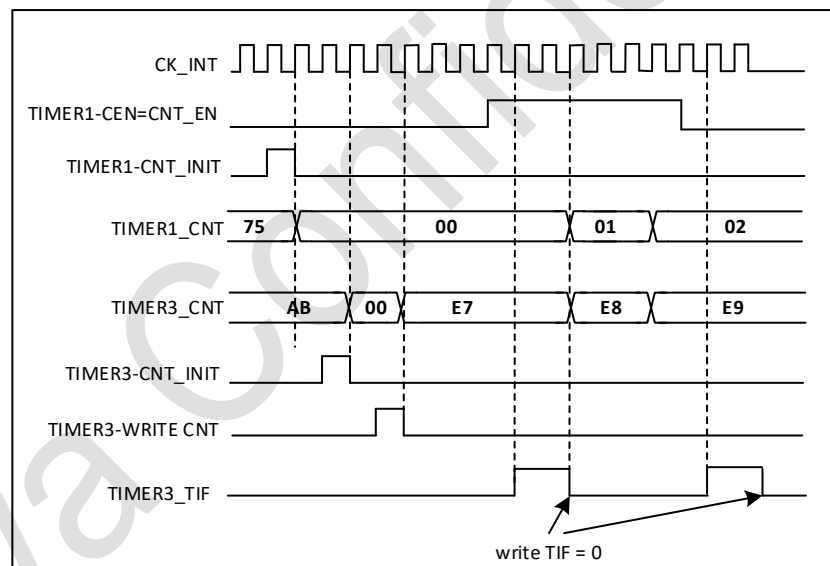 CK_INT
TIMER1-CEN=CNT_EN
TIMER1-CNT_INIT
TIMER1_CNT 75 00 01 02
TIMER3_CNT AB 00 E7 E8 E9
TIMER3-CNT_INIT
TIMER3-WRITE CNT
TIMER3_TIF
write TIF = 0